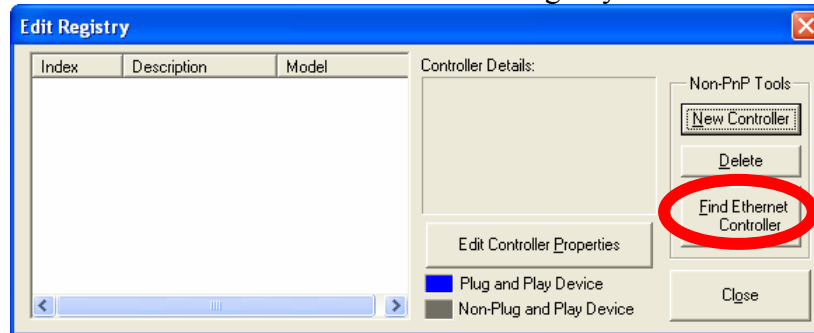 Edit Registry
Index Description Model
Controller Details:
Non-PnP Tools
New Controller
Delete
Find Ethernet
Controller
Edit Controller Properties
Plug and Play Device
Non-Plug and Play Device
Close